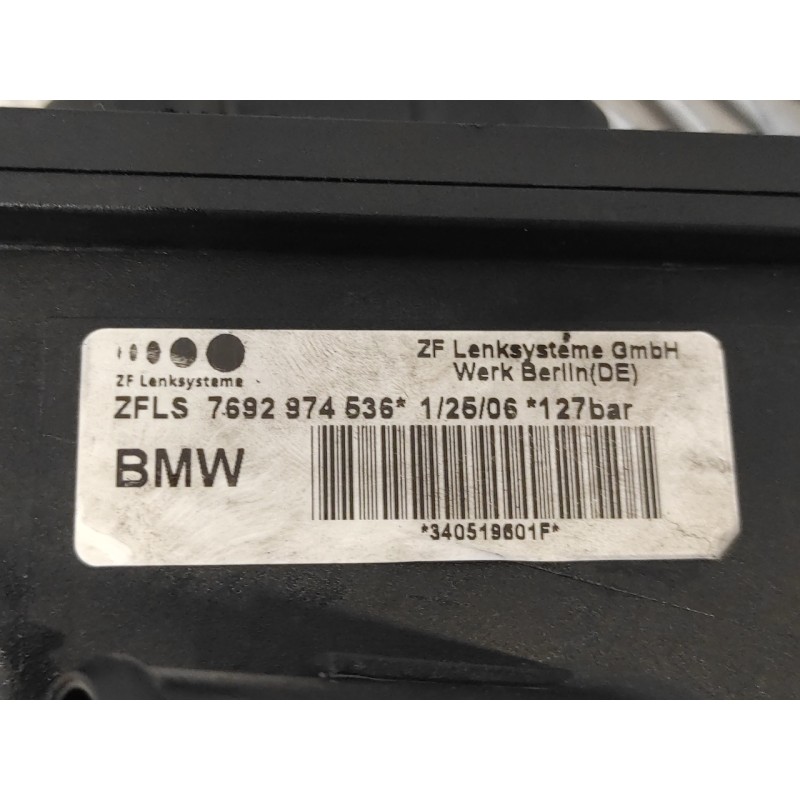 ZF Lenksysteme GmbH
ZF Lenksysteme
Werk Berlin(DE)
ZFLS 7692 974 536* 1/25/06 *127bar
BMW
*340519601F*